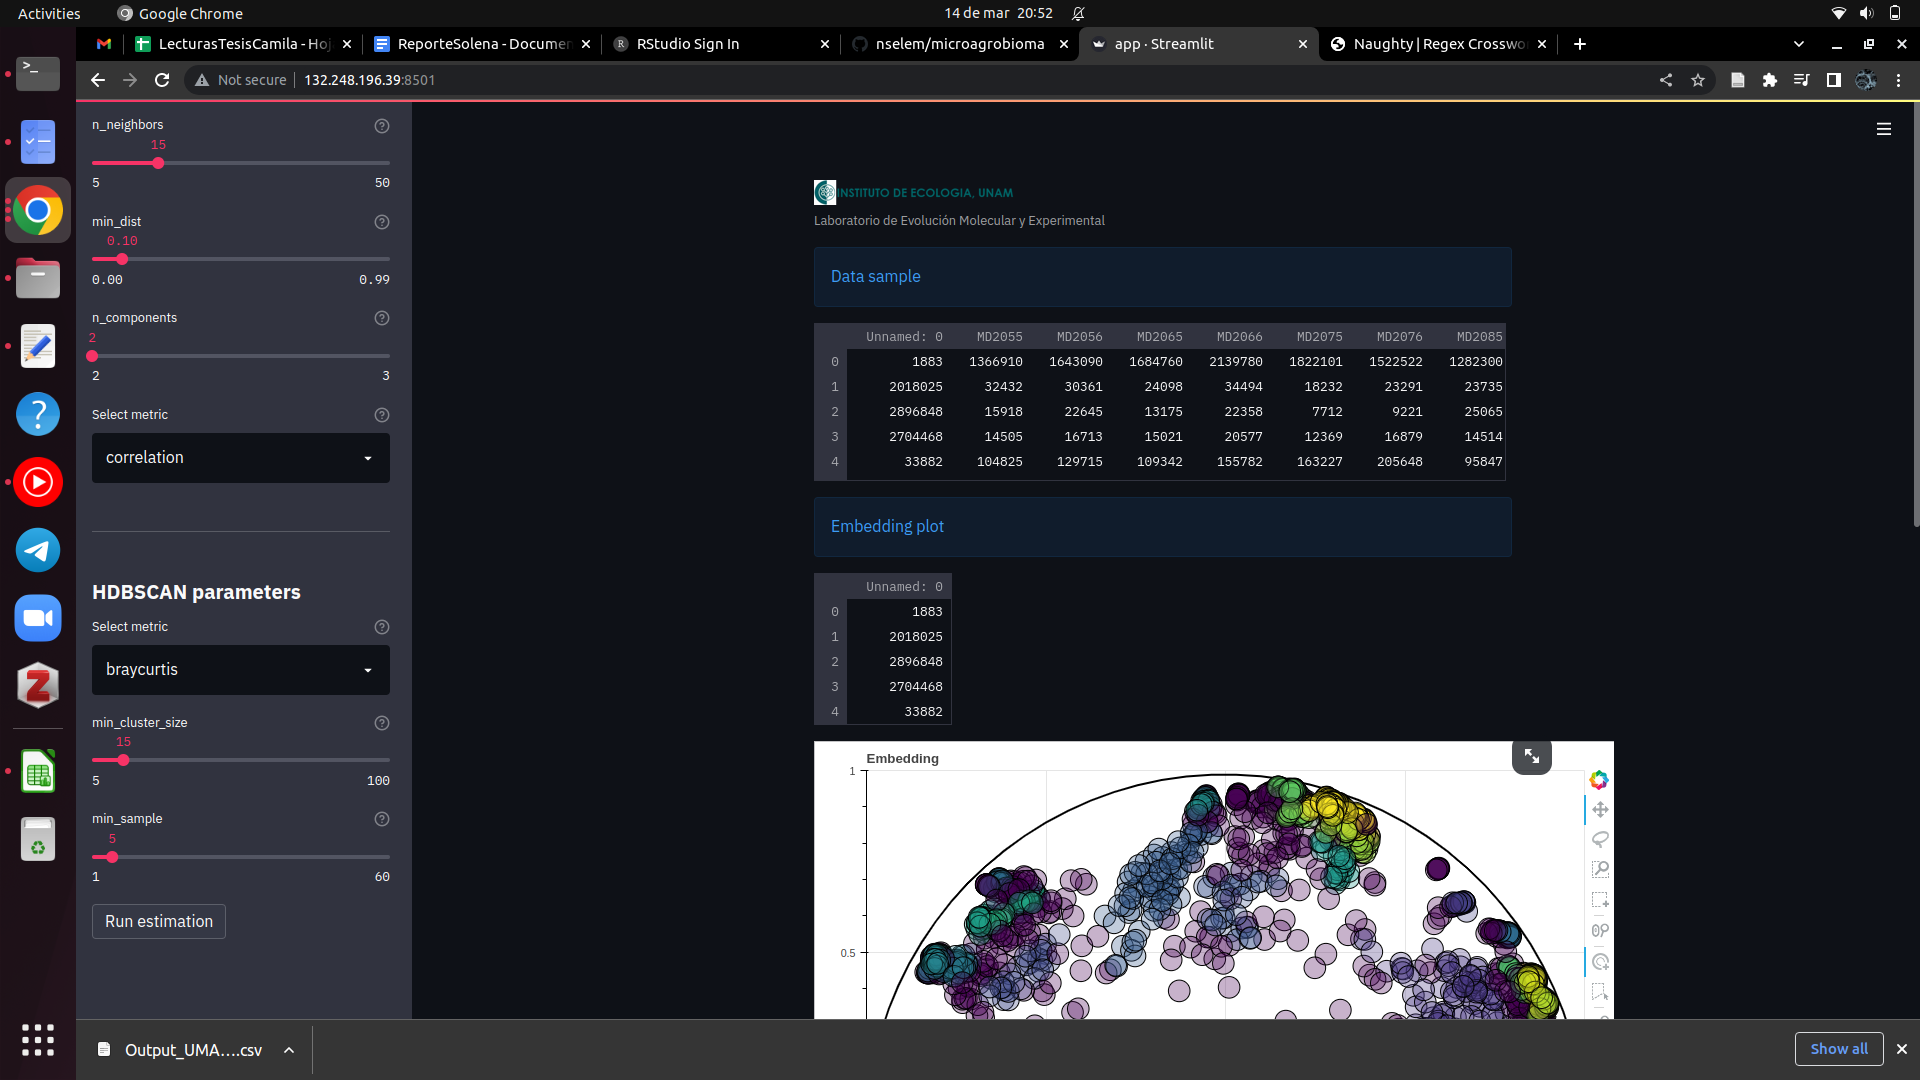 Activities
Google Chrome
14 de mar 20:52
LecturasTesisCamila - Ho
ReporteSolena - Documen
RStudio Sign In
nselem/microagrobioma
app · Streamlit
Naughty | Regex Crosswo
Not secure
132.248.196.39:8501
n_neighbors
15
5 50
min_dist
0.10
0.00 0.99
n_components
2
2 3
Select metric
correlation
HDBSCAN parameters
Select metric
braycurtis
min_cluster_size
15
5 100
min_sample
5
1 60
Run estimation
INSTITUTO DE ECOLOGIA, UNAM
Laboratorio de Evolución Molecular y Experimental
Data sample
Unnamed: 0 MD2055 MD2056 MD2065 MD2066 MD2075 MD2076 MD2085
0 1883 1366910 1643090 1684760 2139780 1822101 1522522 1282300
1 2018025 32432 30361 24098 34494 18232 23291 23735
2 2896848 15918 22645 13175 22358 7712 9221 25065
3 2704468 14505 16713 15021 20577 12369 16879 14514
4 33882 104825 129715 109342 155782 163227 205648 95847
Embedding plot
Unnamed: 0
0 1883
1 2018025
2 2896848
3 2704468
4 33882
Embedding
1
0.5
Output_UMA....csv
Show all